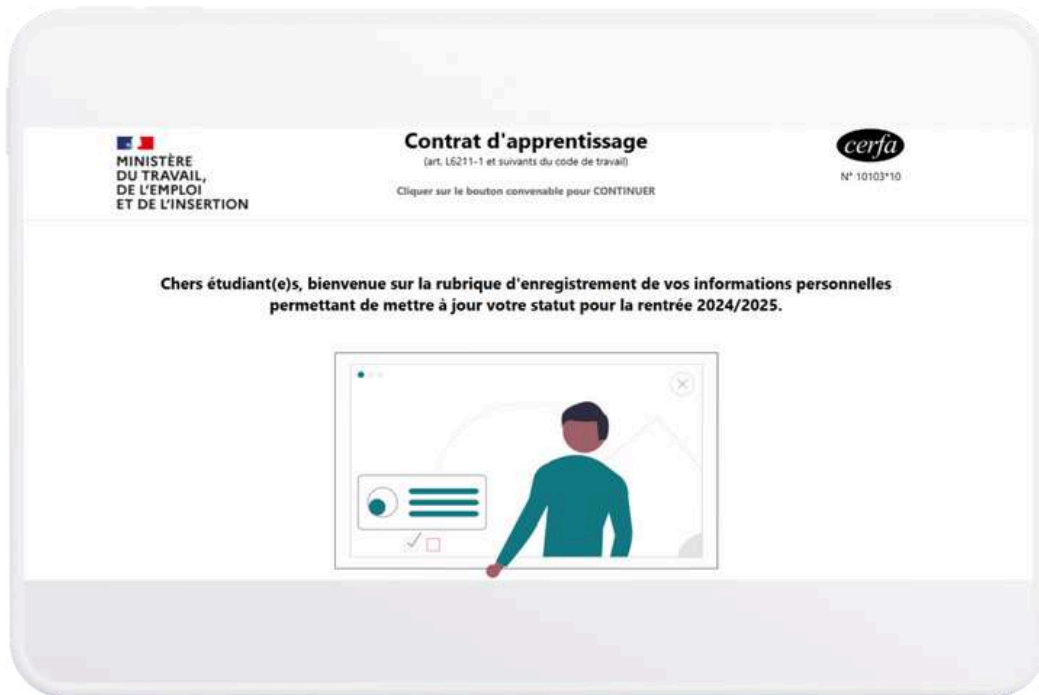 MINISTÈRE
DU TRAVAIL,
DE L'EMPLOI
ET DE L'INSERTION
Contrat d'apprentissage
(art. L6211-1 et suivants du code de travail)
Cliquer sur le bouton convenable pour CONTINUER
cerfa
N° 10103*10
Chers étudiant(e)s, bienvenue sur la rubrique d'enregistrement de vos informations personnelles
permettant de mettre à jour votre statut pour la rentrée 2024/2025.